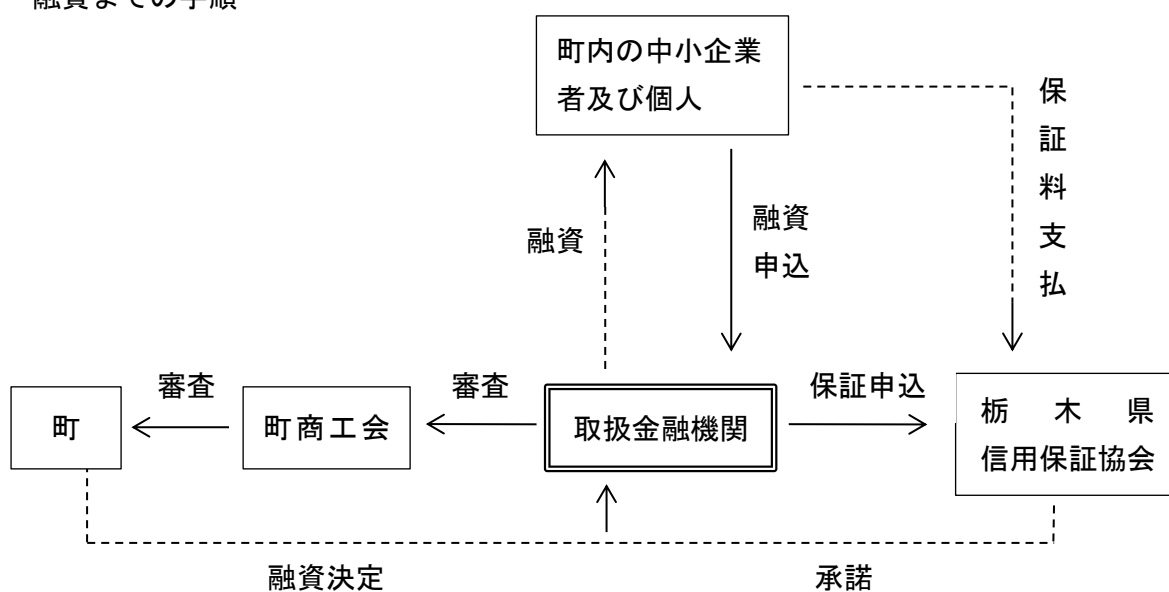 融資までの手順
町内の中小企業
者及び個人
保証料支払
融資
融資
申込
審査
審査
保証申込
町
町商工会
取扱金融機関
栃木県
信用保証協会
融資決定
承諾